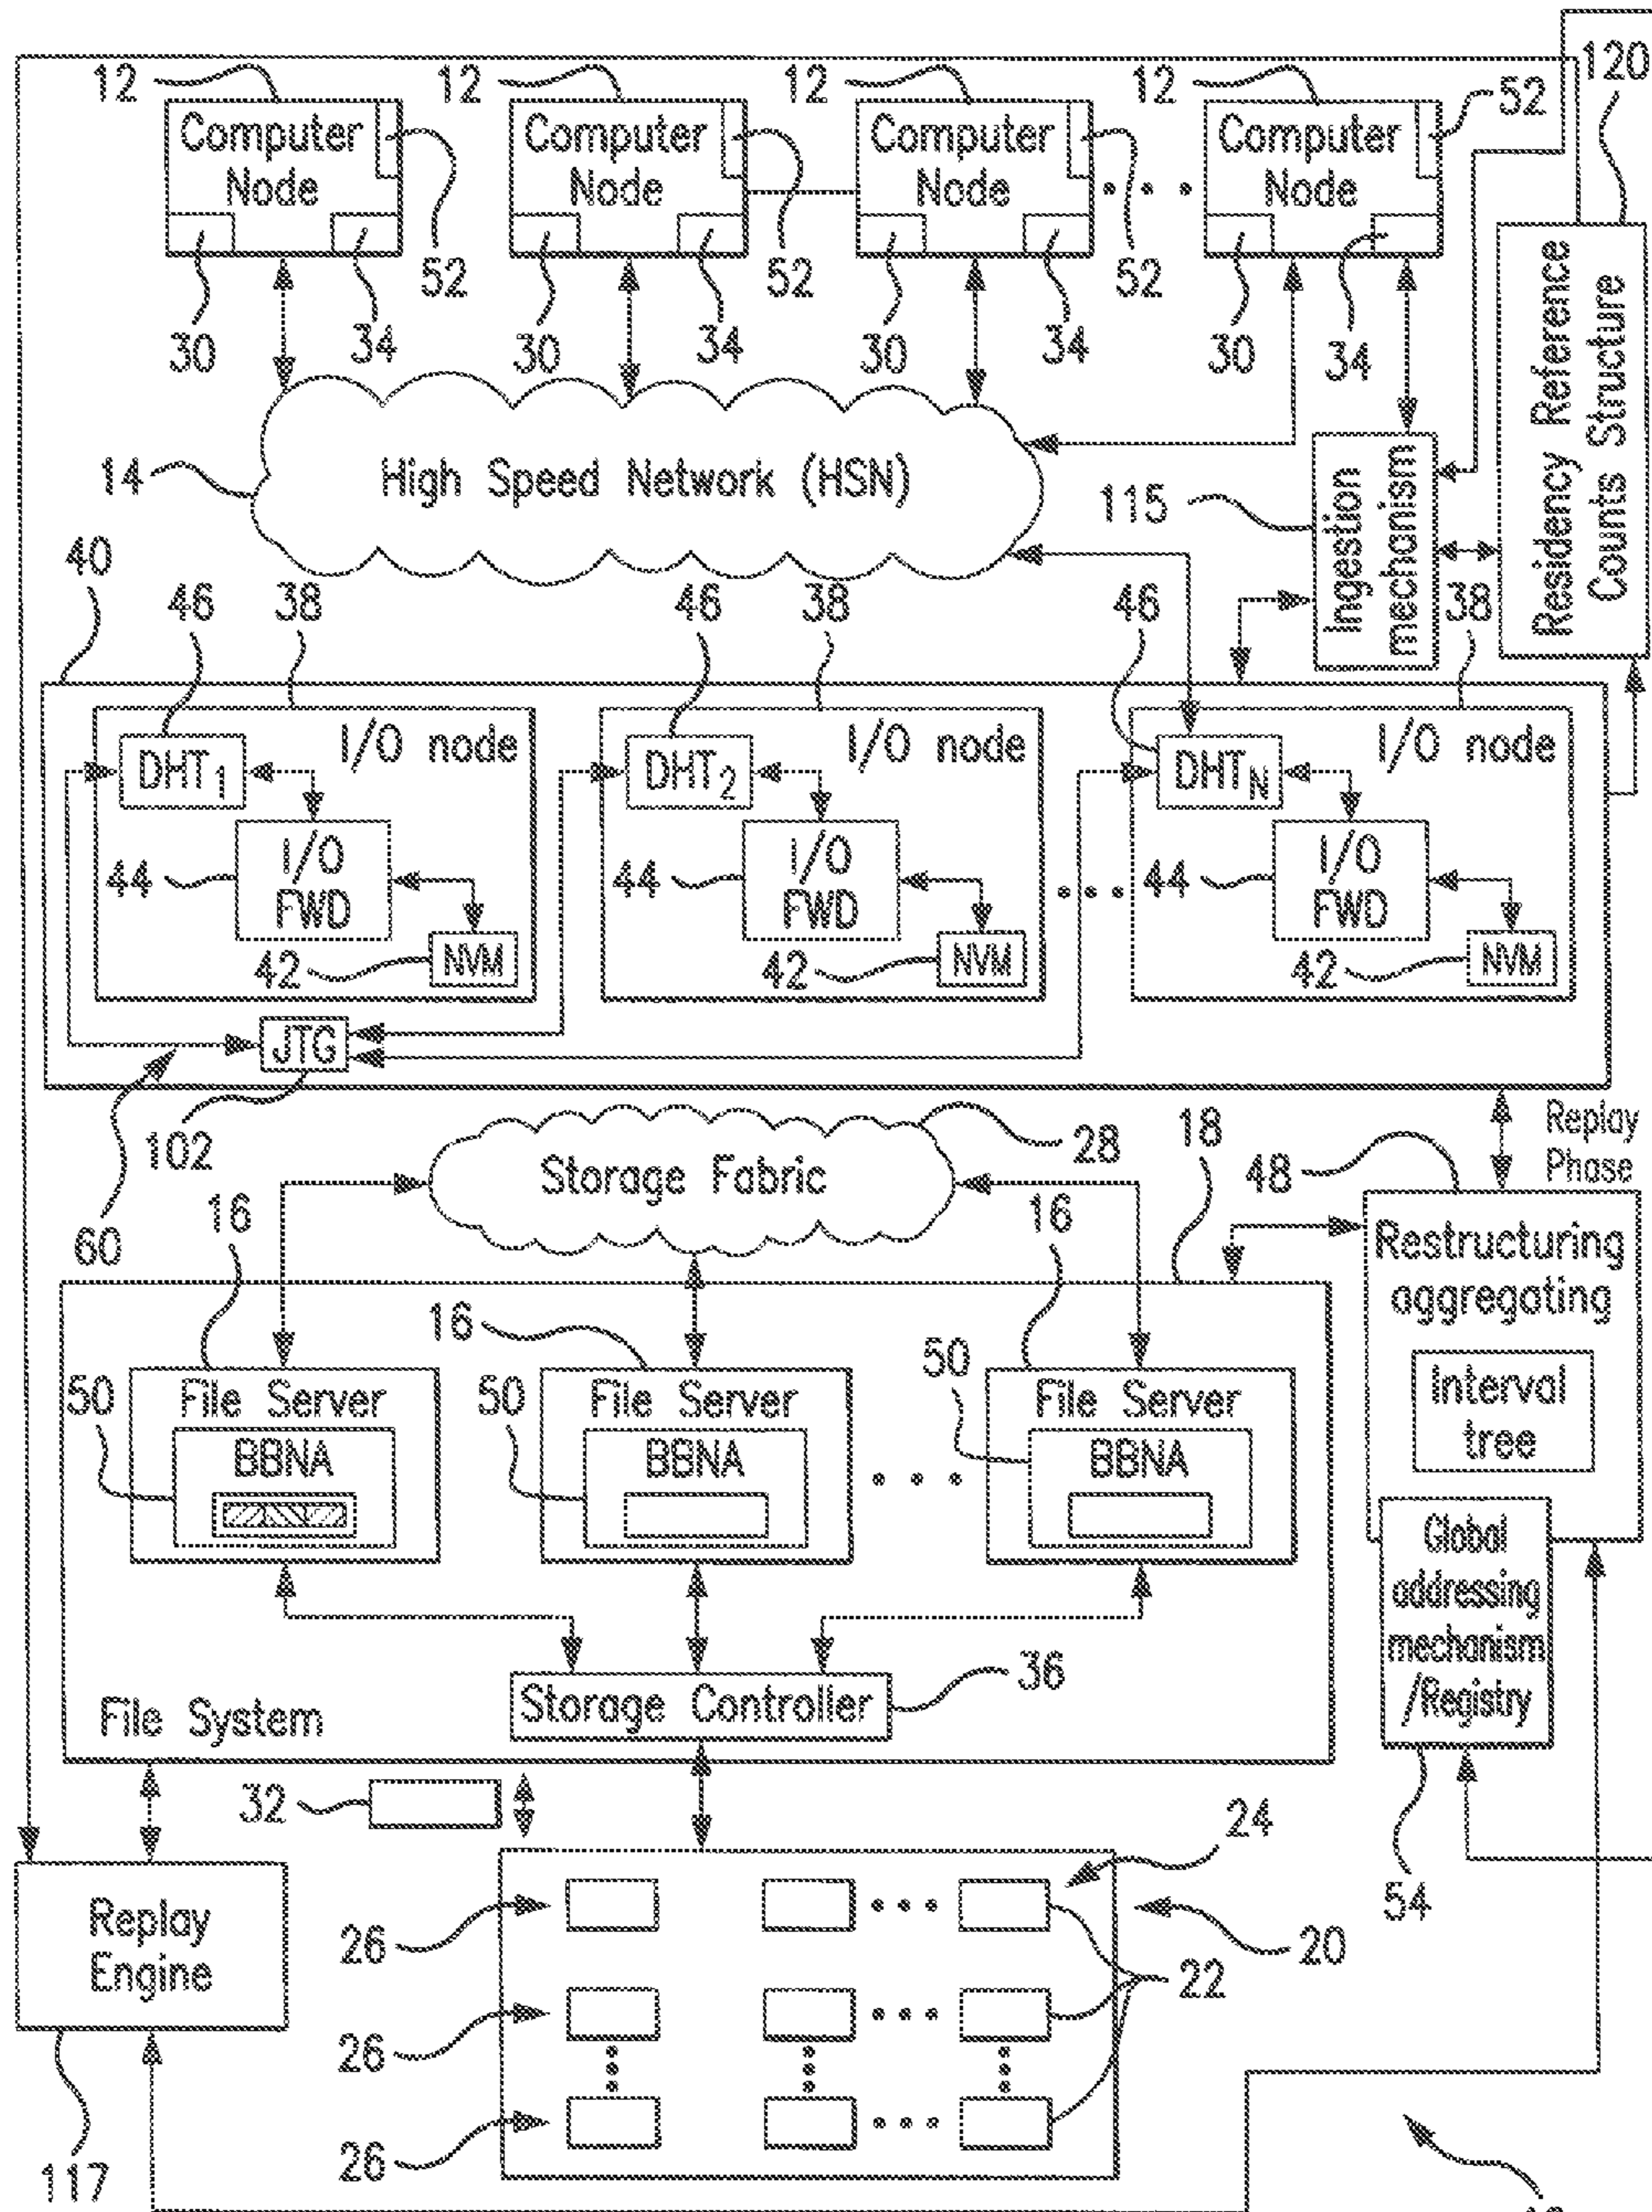 120
12 12 12 12 52
Computer Node Computer Node Computer Node Computer Node
52 52 52
30 34 30 34 30 34 30 34
Residency Reference
Counts Structure
14 High Speed Network (HSN)
115 Ingestion
mechanism
40 46 38 46 38 46 38
DHT1 I/O node DHT2 I/O node DHTN I/O node
44 I/O FWD 44 I/O FWD 44 I/O FWD
42 NVM 42 NVM 42 NVM
JTG
60 102
Storage Fabric 28 18
Replay
Phase
48
16 16 16
Restructuring
aggregating
Interval
tree
50 File Server 50 File Server 50 File Server
BBNA BBNA BBNA
Global
addressing
mechanism
/Registry
Storage Controller 36
File System
32
54
24
Replay
Engine
26 20
26 22
26
117